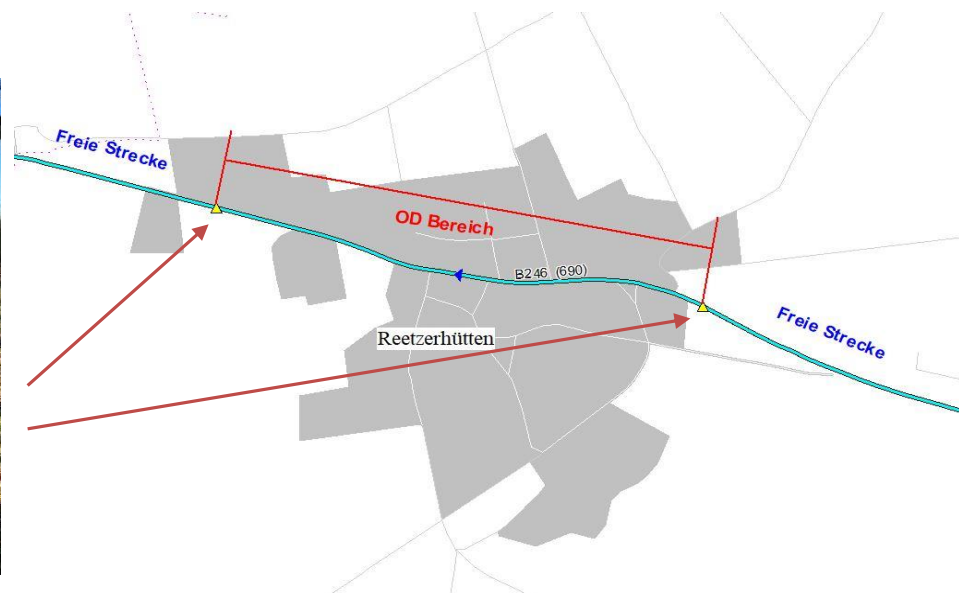 Freie Strecke
OD Bereich
B246 (690)
Reetzerhütten
Freie Strecke